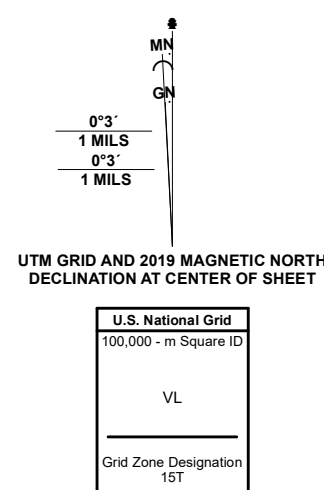 MN
GN
0°3´
1 MILS
0°3´
1 MILS
UTM GRID AND 2019 MAGNETIC NORTH
DECLINATION AT CENTER OF SHEET
U.S. National Grid
100,000 - m Square ID
VL
Grid Zone Designation
15T